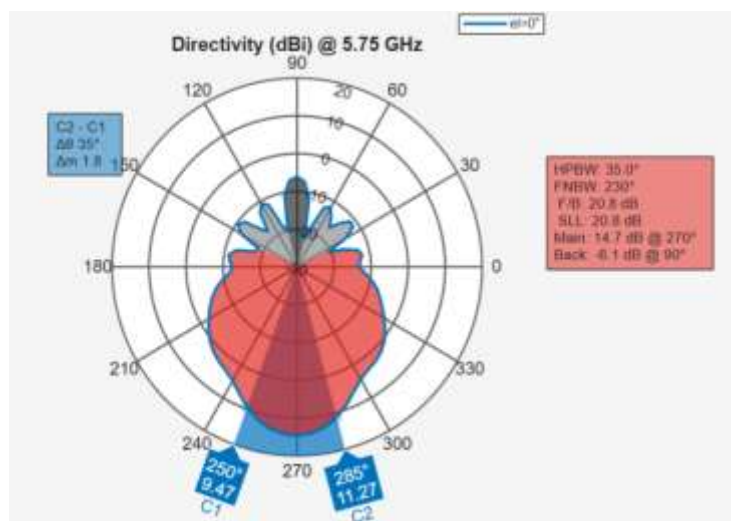 el=0°
Directivity (dBi) @ 5.75 GHz
90
120
60
20
10
0
-10
-20
C2 - C1
Δθ 35°
Δm 1.8
150
30
HPBW: 35.0°
FNBW: 230°
F/B: 20.8 dB
SLL: 20.8 dB
Main: 14.7 dB @ 270°
Back: -6.1 dB @ 90°
180
0
210
330
240
300
270
250°
9.47
C1
285°
11.27
C2